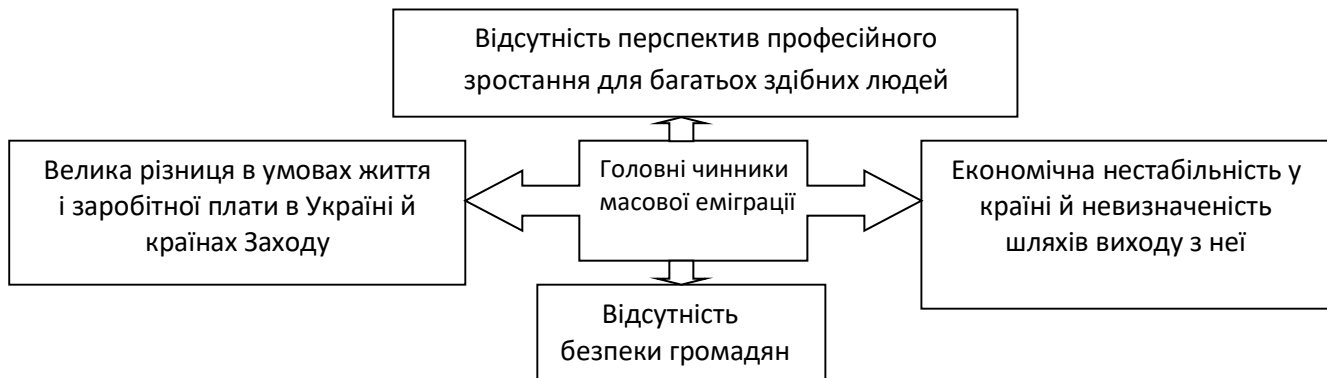 Відсутність перспектив професійного
зростання для багатьох здібних людей
Велика різниця в умовах життя
і заробітної плати в Україні й
країнах Заходу
Головні чинники
масової еміграції
Економічна нестабільність у
країні й невизначеність
шляхів виходу з неї
Відсутність
безпеки громадян